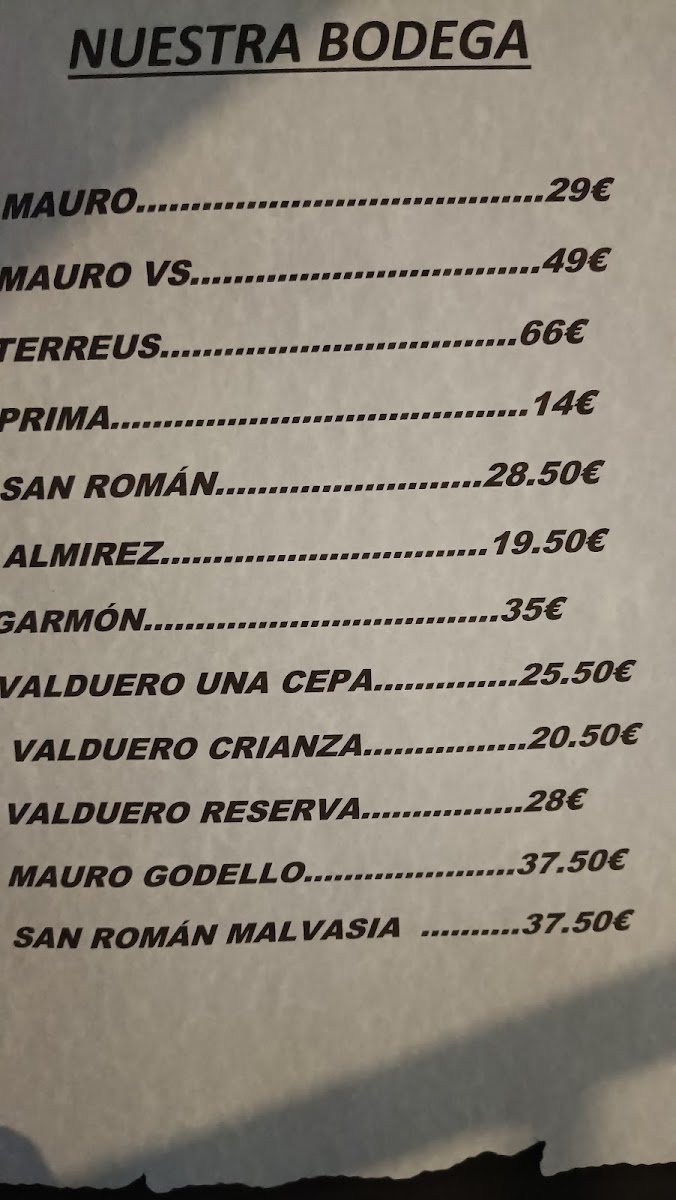 NUESTRA BODEGA
MAURO.....................................29€
MAURO VS................................49€
TERREUS.................................66€
PRIMA......................................14€
SAN ROMÁN.........................28.50€
ALMIREZ..............................19.50€
GARMÓN.................................35€
VALDUERO UNA CEPA..............25.50€
VALDUERO CRIANZA................20.50€
VALDUERO RESERVA................28€
MAURO GODELLO.....................37.50€
SAN ROMÁN MALVASIA ..........37.50€